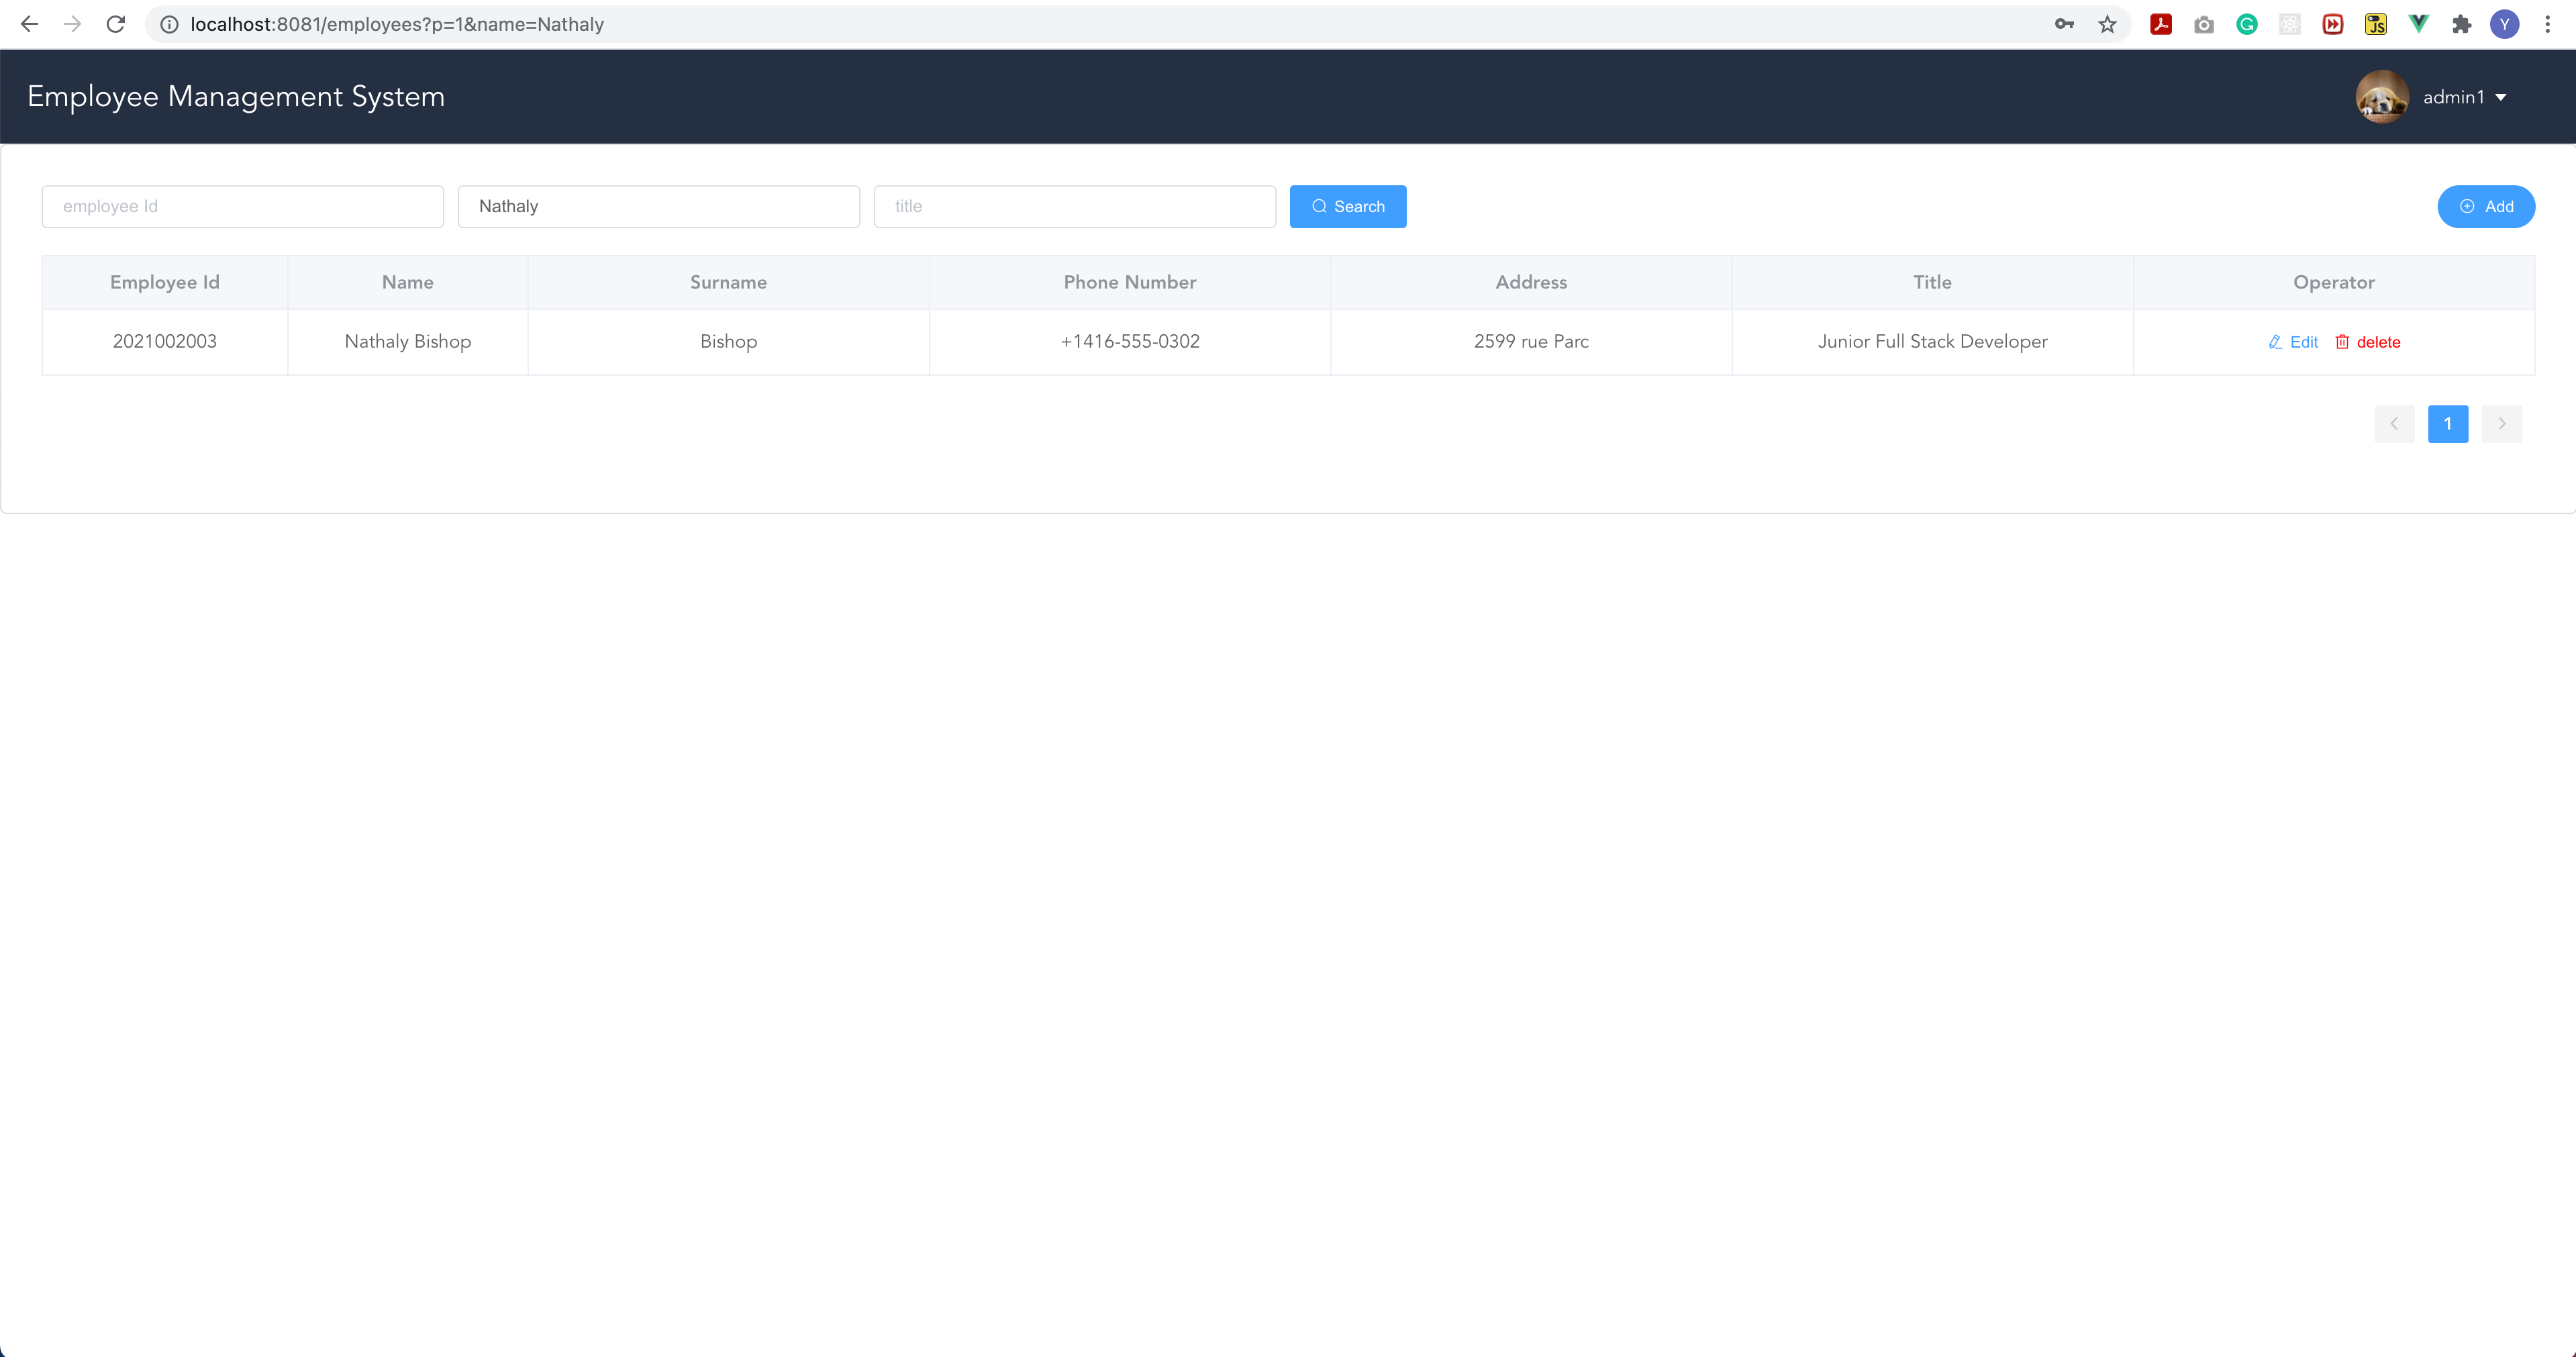 localhost:8081/employees?p=1&name=Nathaly
Y
Employee Management System
admin1
employee Id Nathaly title Search Add
Employee Id Name Surname Phone Number Address Title Operator
2021002003 Nathaly Bishop Bishop +1416-555-0302 2599 rue Parc Junior Full Stack Developer Edit delete
1